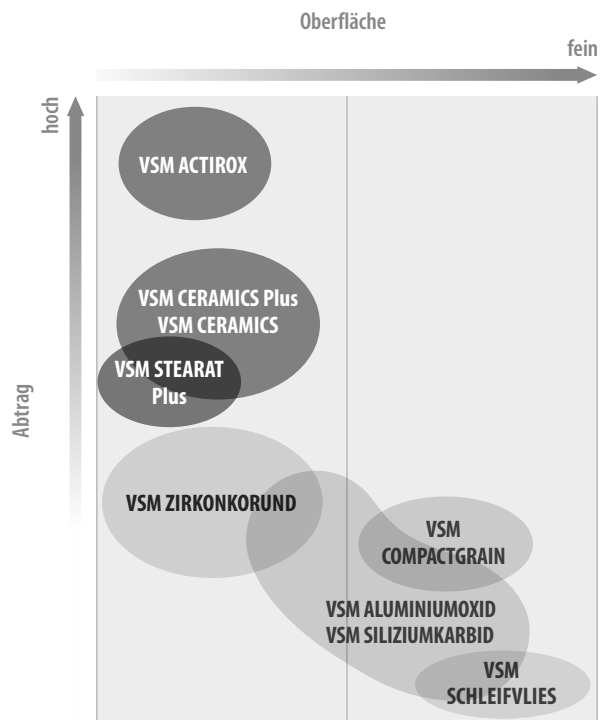 Oberfläche
fein
hoch
Abtrag
VSM ACTIROX
VSM CERAMICS Plus
VSM CERAMICS
VSM STEARAT
Plus
VSM ZIRKONKORUND
VSM
COMPACTGRAIN
VSM ALUMINIUMOXID
VSM SILIZIUMKARBID
VSM
SCHLEIFVLIES